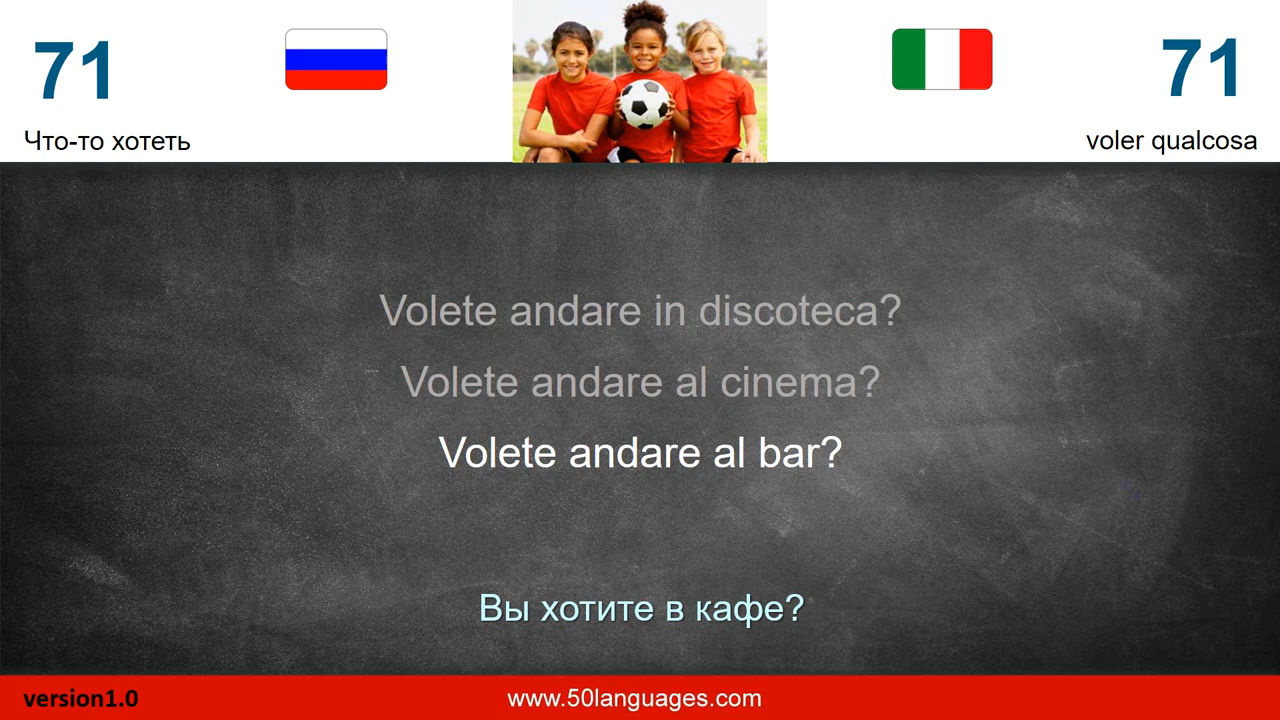 71
71
Что-то хотеть
voler qualcosa
Volete andare in discoteca?
Volete andare al cinema?
Volete andare al bar?
Вы хотите в кафе?
version1.0
www.50languages.com